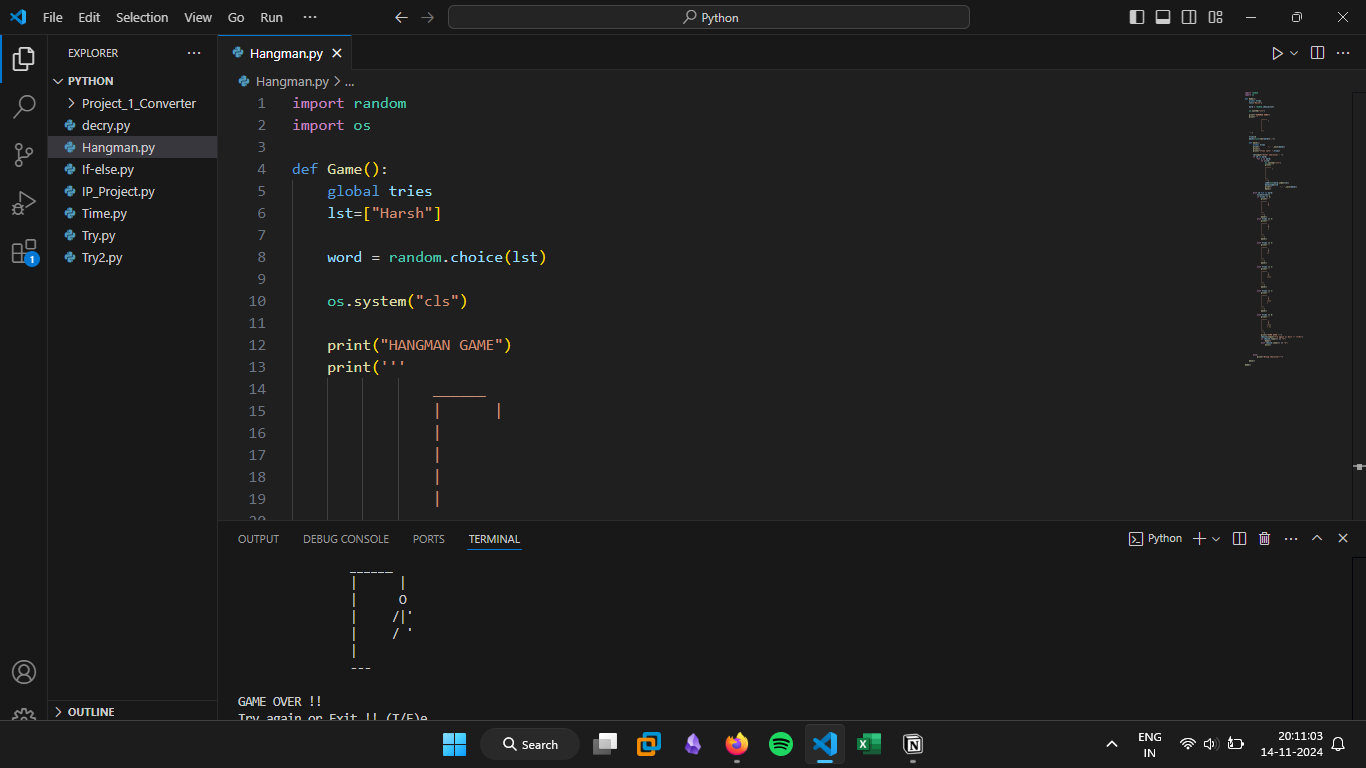 File Edit Selection View Go Run ··· Python
EXPLORER ···
PYTHON
Project_1_Converter
decry.py
Hangman.py
If-else.py
IP_Project.py
Time.py
Try.py
Try2.py
1
OUTLINE
Hangman.py
Hangman.py > ...
1 import random
2 import os
3
4 def Game():
5     global tries
6     lst=["Harsh"]
7
8     word = random.choice(lst)
9
10     os.system("cls")
11
12     print("HANGMAN GAME")
13     print('''
14                 ______
15                 |      |
16                 |
17                 |
18                 |
19                 |
20
OUTPUT DEBUG CONSOLE PORTS TERMINAL Python
______
|      |
|      O
|     /|'
|     / '
|
---
GAME OVER !!
Try again or Exit !! (T/E)e
Search
ENG
IN
20:11:03
14-11-2024